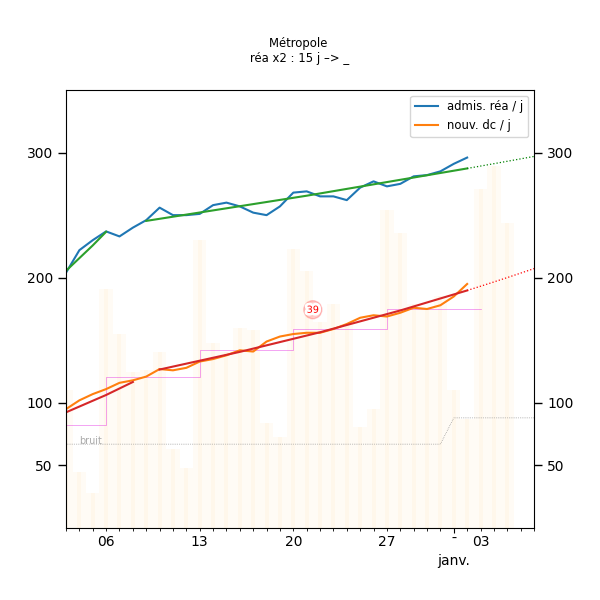 Métropole
réa x2 : 15 j –> _
admis. réa / j
nouv. dc / j
300 300
200 200
39
100 100
bruit
50 50
06 13 20 27 - 03
janv.